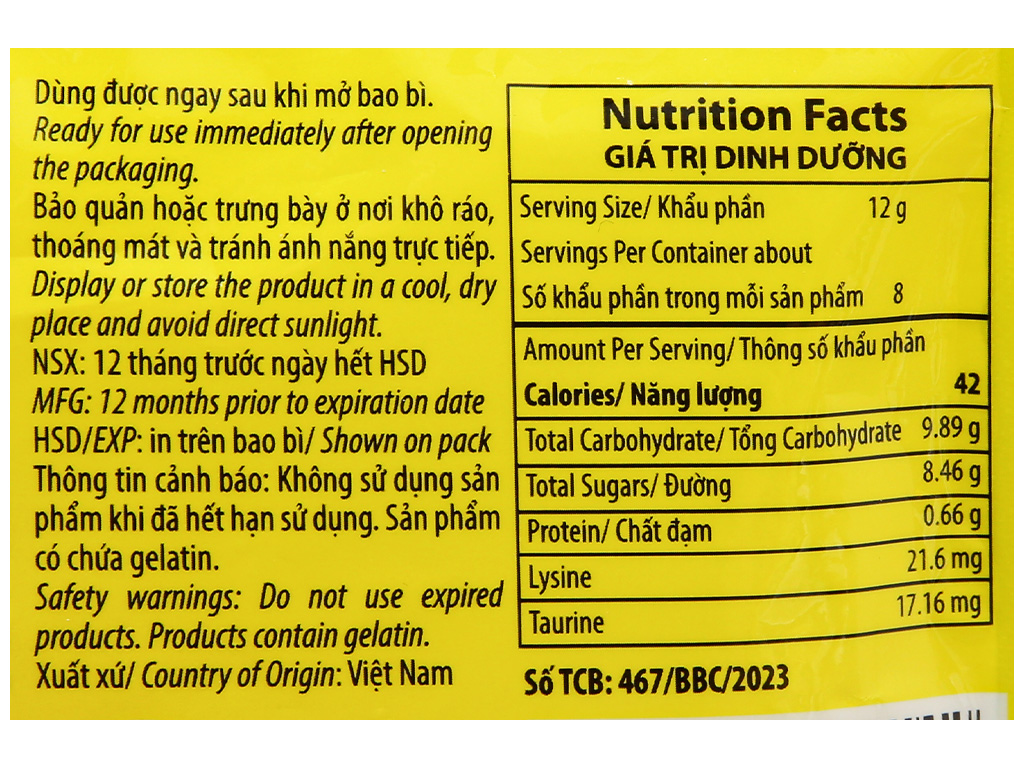 Dùng được ngay sau khi mở bao bì.
Ready for use immediately after opening
the packaging.
Bảo quản hoặc trưng bày ở nơi khô ráo,
thoáng mát và tránh ánh nắng trực tiếp.
Display or store the product in a cool, dry
place and avoid direct sunlight.
NSX: 12 tháng trước ngày hết HSD
MFG: 12 months prior to expiration date
HSD/EXP: in trên bao bì/ Shown on pack
Thông tin cảnh báo: Không sử dụng sản
phẩm khi đã hết hạn sử dụng. Sản phẩm
có chứa gelatin.
Safety warnings: Do not use expired
products. Products contain gelatin.
Xuất xứ/ Country of Origin: Việt Nam
Nutrition Facts
GIÁ TRỊ DINH DƯỠNG
Serving Size/ Khẩu phần 12 g
Servings Per Container about
Số khẩu phần trong mỗi sản phẩm 8
Amount Per Serving/ Thông số khẩu phần
Calories/ Năng lượng 42
Total Carbohydrate/ Tổng Carbohydrate 9.89 g
Total Sugars/ Đường 8.46 g
Protein/ Chất đạm 0.66 g
Lysine 21.6 mg
Taurine 17.16 mg
Số TCB: 467/BBC/2023